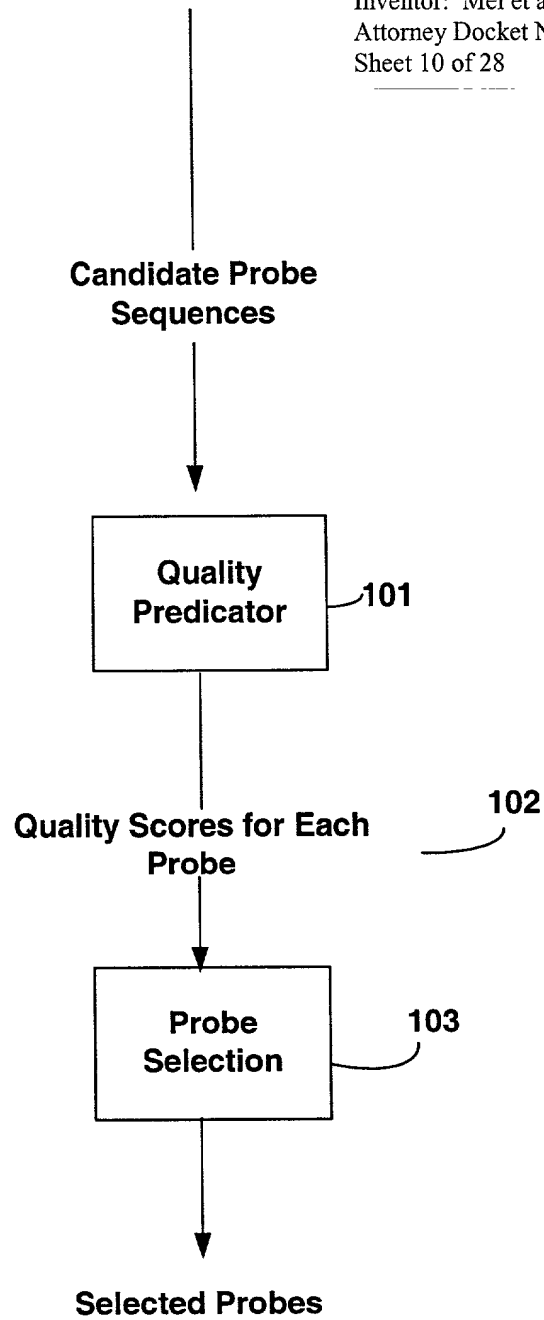 Inventor: Mei et a
Attorney Docket N
Sheet 10 of 28
Candidate Probe
Sequences
Quality
Predicator
101
102
Quality Scores for Each
Probe
Probe
Selection
103
Selected Probes